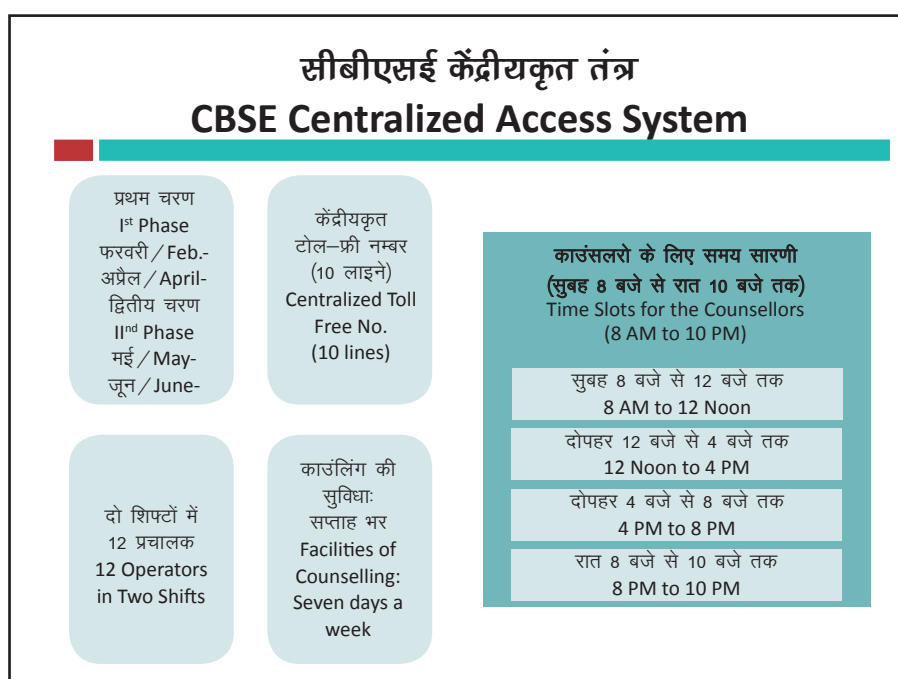 सीबीएसई केंद्रीयकृत तंत्र
CBSE Centralized Access System
प्रथम चरण
Ist Phase
फरवरी / Feb.-
अप्रैल / April-
द्वितीय चरण
IInd Phase
मई / May-
जून / June-
केंद्रीयकृत
टोल–फ्री नम्बर
(10 लाइने)
Centralized Toll
Free No.
(10 lines)
दो शिफ्टों में
12 प्रचालक
12 Operators
in Two Shifts
काउंलिंग की
सुविधाः
सप्ताह भर
Facilities of
Counselling:
Seven days a
week
काउंसलरो के लिए समय सारणी
(सुबह 8 बजे से रात 10 बजे तक)
Time Slots for the Counsellors
(8 AM to 10 PM)
सुबह 8 बजे से 12 बजे तक
8 AM to 12 Noon
दोपहर 12 बजे से 4 बजे तक
12 Noon to 4 PM
दोपहर 4 बजे से 8 बजे तक
4 PM to 8 PM
रात 8 बजे से 10 बजे तक
8 PM to 10 PM